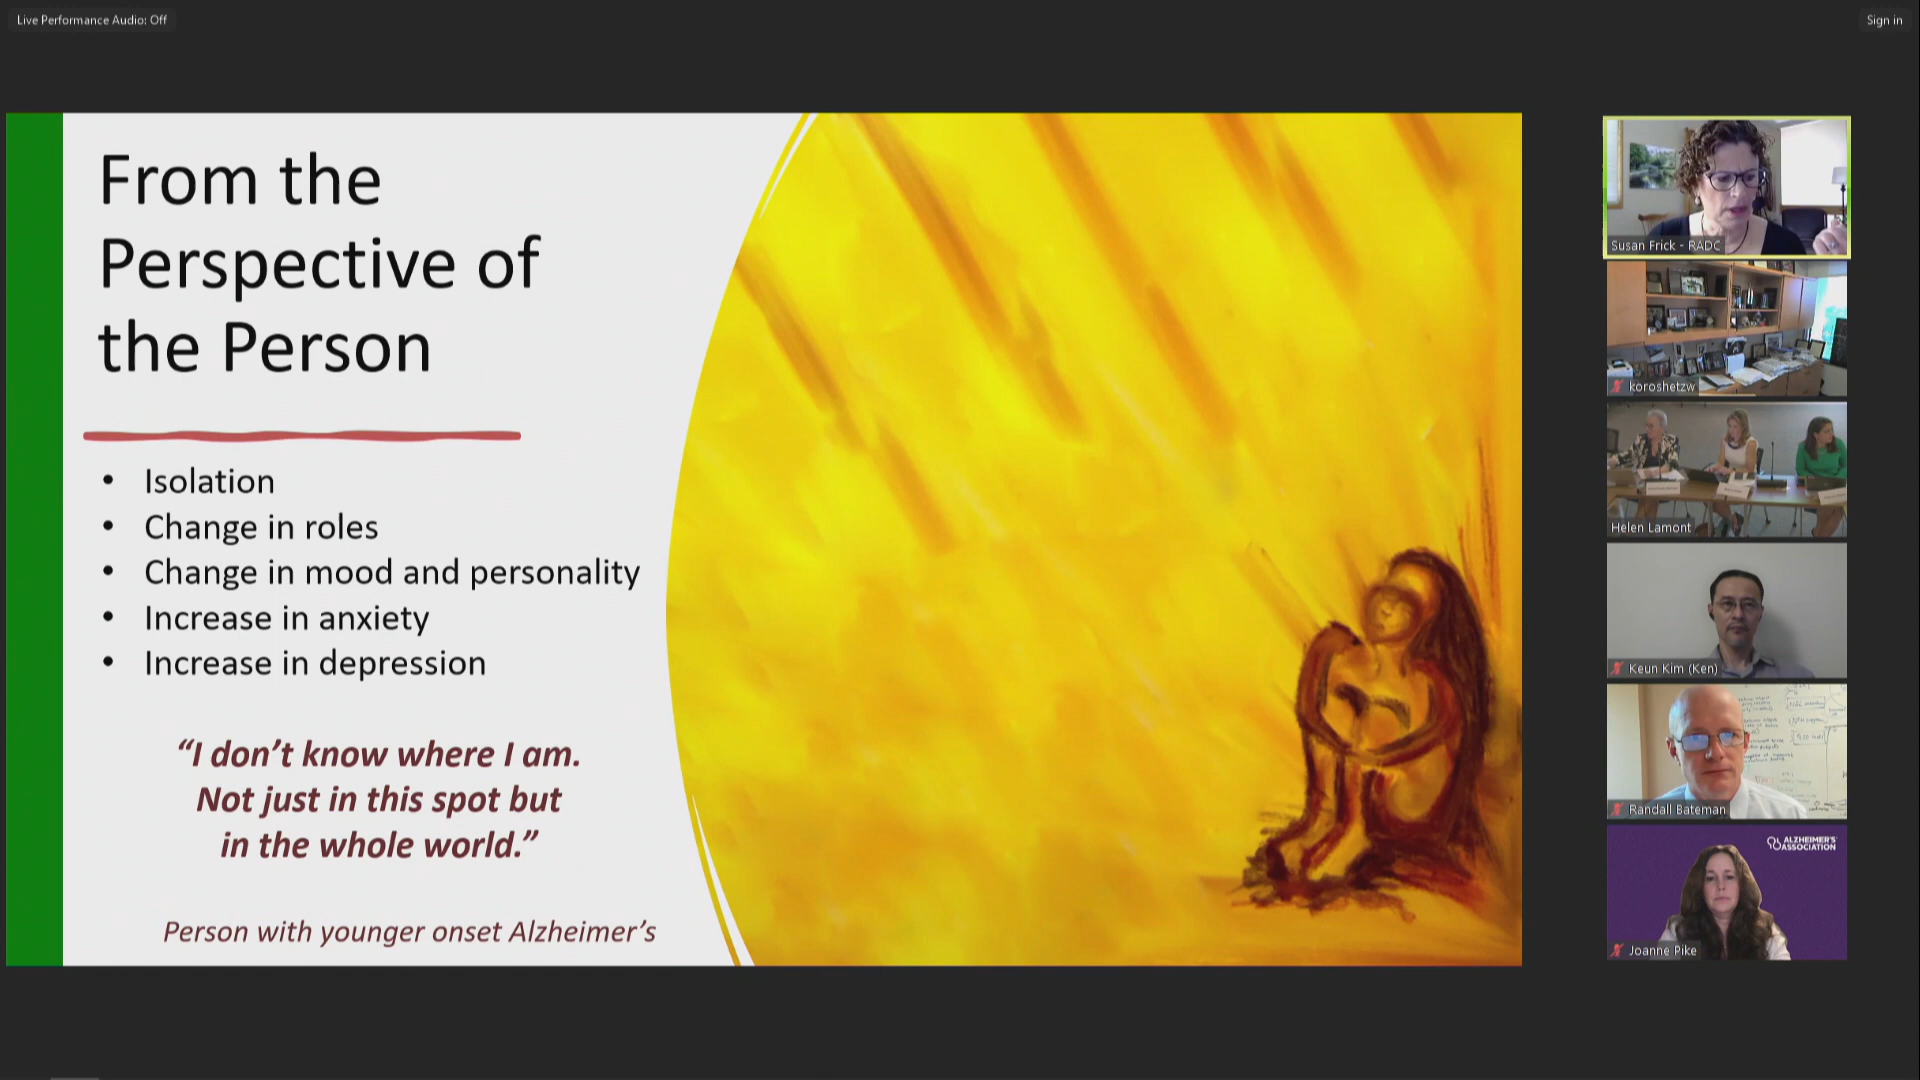 Live Performance Audio: Off
Sign in
From the
Perspective of
the Person
• Isolation
• Change in roles
• Change in mood and personality
• Increase in anxiety
• Increase in depression
“I don’t know where I am.
Not just in this spot but
in the whole world.”
Person with younger onset Alzheimer’s
Susan Frick - RADC
koroshetzw
Helen Lamont
Keun Kim (Ken)
Randall Bateman
ALZHEIMER'S
ASSOCIATION
Joanne Pike